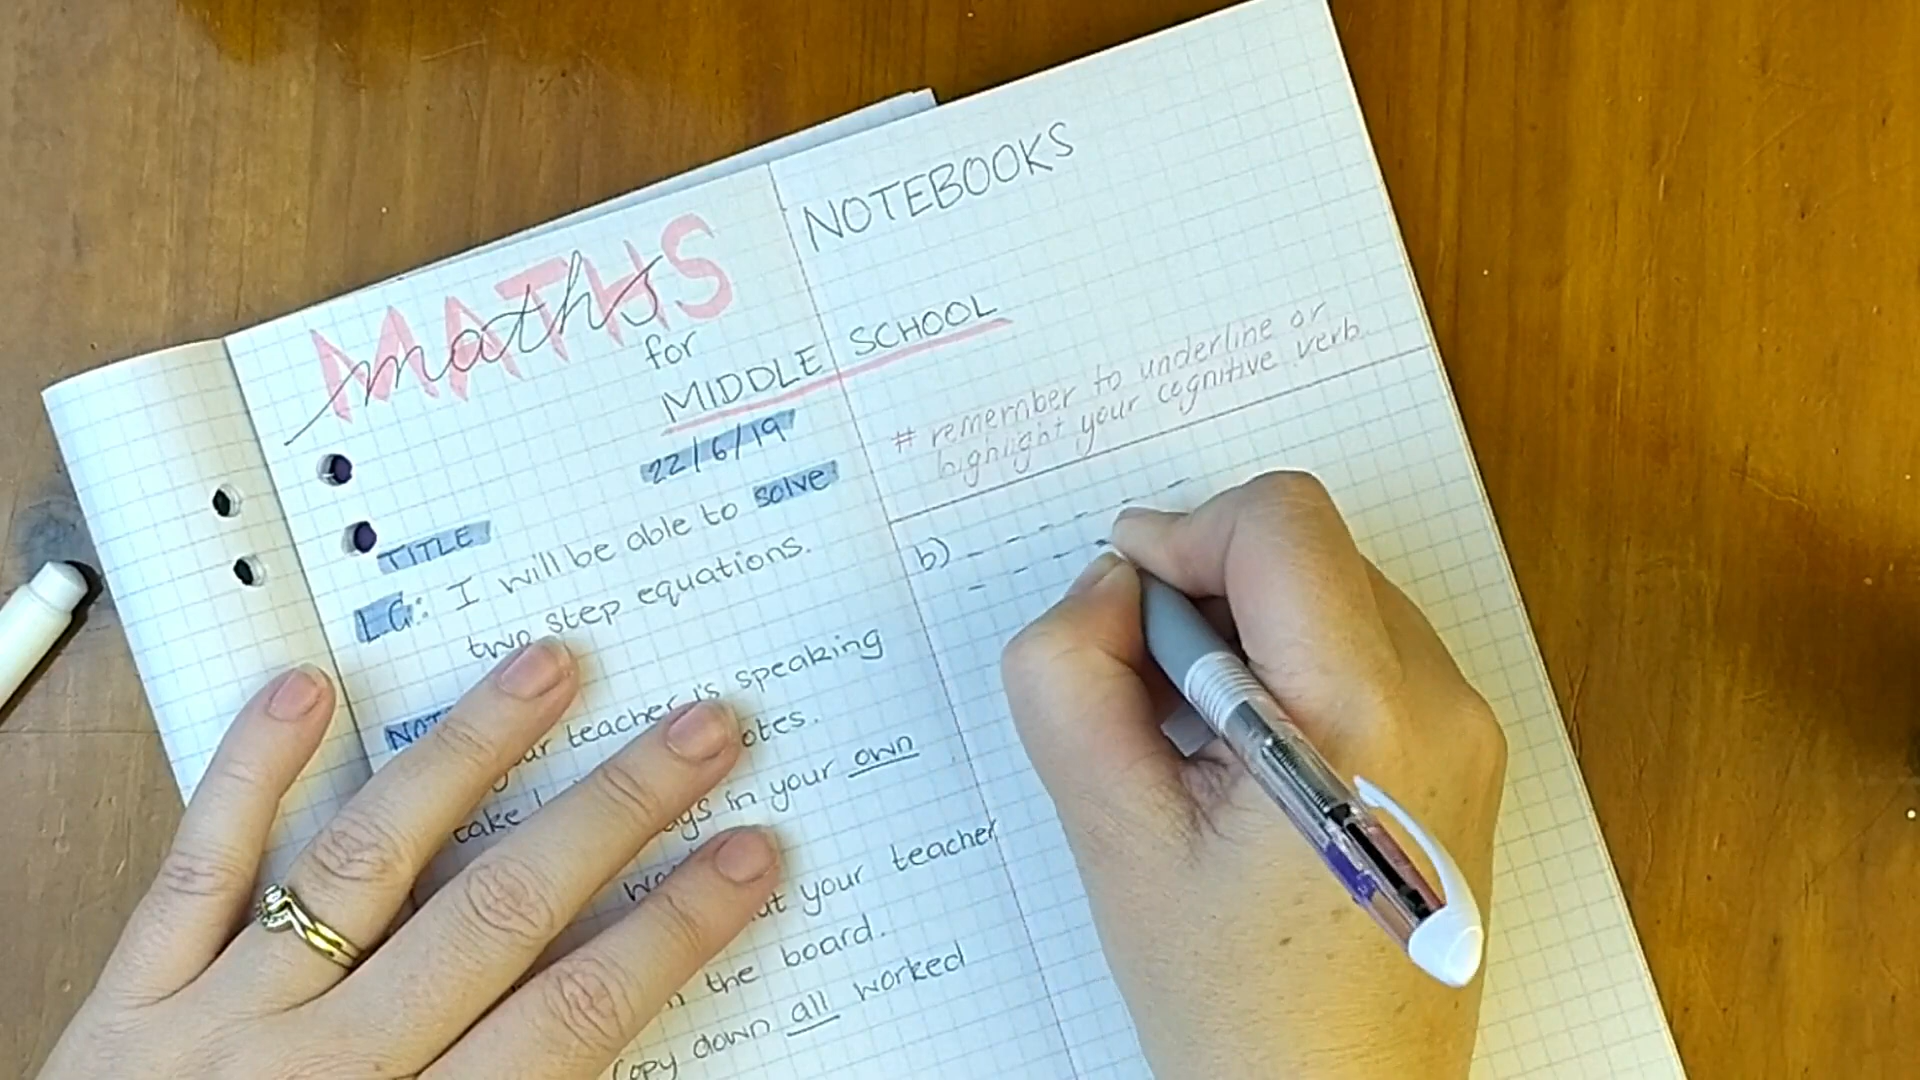 MATHS
maths
for
MIDDLE SCHOOL
22/6/19
TITLE
L.G.: I will be able to solve
two step equations.
your teacher is speaking
take
in your own
your teacher
the board.
Copy down all worked
NOTEBOOKS
# remember to underline or
highlight your cognitive verb
b)